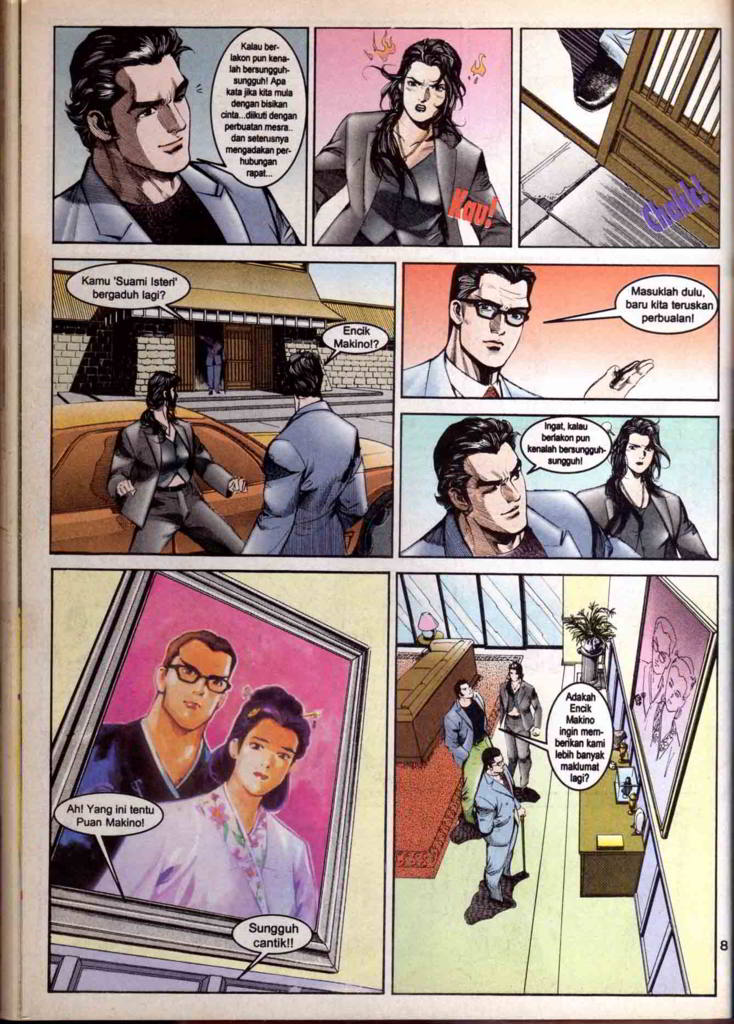 Kalau ber-
lakon pun kena-
lah bersungguh-
sungguh! Apa
kata jika kita mula
dengan bisikan
cinta...diikuti dengan
perbuatan mesra..
dan seterusnya
mengadakan per-
hubungan
rapat...
Kau!
Chakk!
Kamu 'Suami Isteri'
bergaduh lagi?
Encik
Makino!?
Masuklah dulu,
baru kita teruskan
perbualan!
Ingat, kalau
berlakon pun
kenalah bersungguh-
sungguh!
Ah! Yang ini tentu
Puan Makino!
Sungguh
cantik!!
Adakah
Encik
Makino
ingin mem-
berikan kami
lebih banyak
maklumat
lagi?
8